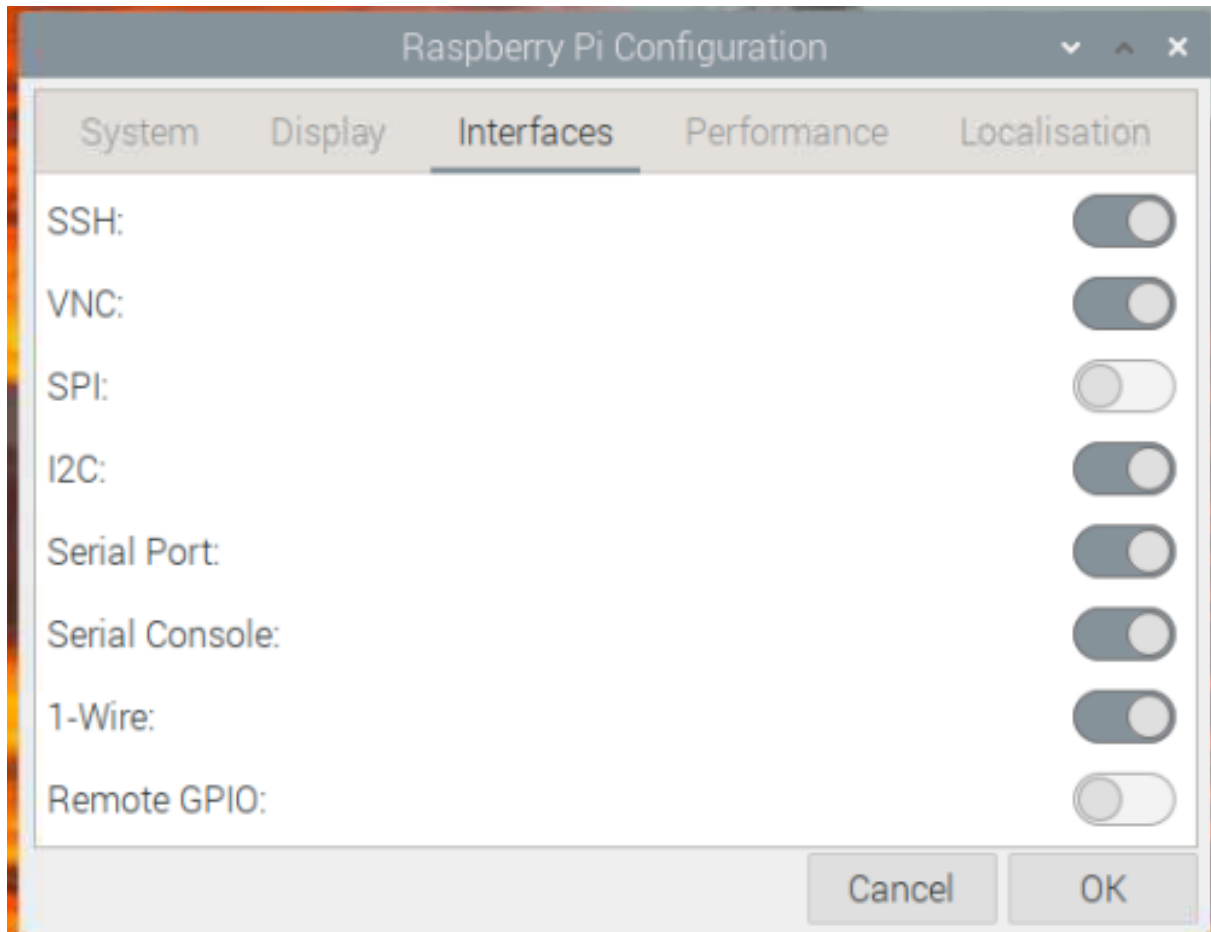 Raspberry Pi Configuration
System Display Interfaces Performance Localisation
SSH:
VNC:
SPI:
I2C:
Serial Port:
Serial Console:
1-Wire:
Remote GPIO:
Cancel OK